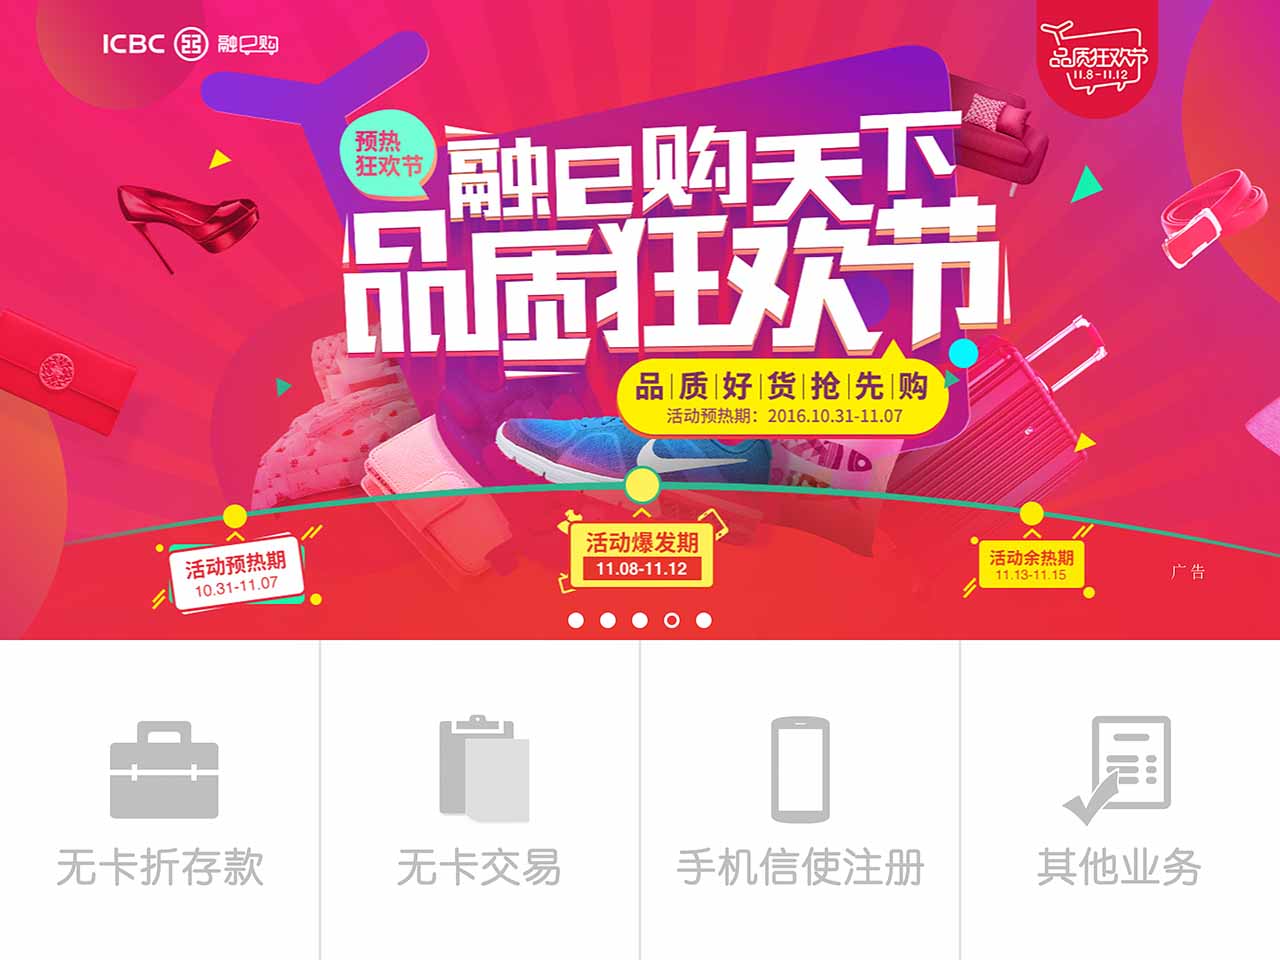 ICBC 融e购
品质狂欢节
11.8-11.12
预热
狂欢节
融e购天下
品质狂欢节
品|质|好|货|抢|先|购
活动预热期：2016.10.31-11.07
活动预热期
10.31-11.07
活动爆发期
11.08-11.12
活动余热期
11.13-11.15
广告
无卡折存款
无卡交易
手机信使注册
其他业务